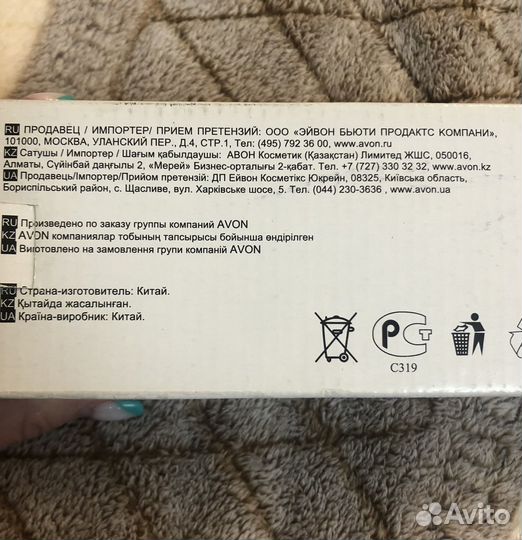 RU ПРОДАВЕЦ / ИМПОРТЕР/ ПРИЕМ ПРЕТЕНЗИЙ: ООО «ЭЙВОН БЬЮТИ ПРОДАКТС КОМПАНИ»,
101000, МОСКВА, УЛАНСКИЙ ПЕР., Д.4, СТР.1, Тел: (495) 792 36 00, www.avon.ru
KZ Сатушы / Импортер / Шағым қабылдаушы: АВОН Косметик (Қазақстан) Лимитед ЖШС, 050016,
Алматы, Сүйінбай даңғылы 2, «Мерей» Бизнес-орталығы 2-қабат. Тел: +7 (727) 330 32 32, www.avon.kz
UA Продавець/Импортер/Прийом претензій: ДП Ейвон Косметікс Юкрейн, 08325, Київська область,
Бориспільський район, с. Щасливе, вул. Харківське шосе, 5. Тел: (044) 230-3636 , www.avon.ua
RU Произведено по заказу группы компаний AVON
KZ AVON компаниялар тобының тапсырысы бойынша өндірілген
UA Виготовлено на замовлення групи компаній AVON
RU Страна-изготовитель: Китай.
KZ Қытайда жасалынған.
UA Країна-виробник: Китай.
РСТ
С319
Avito